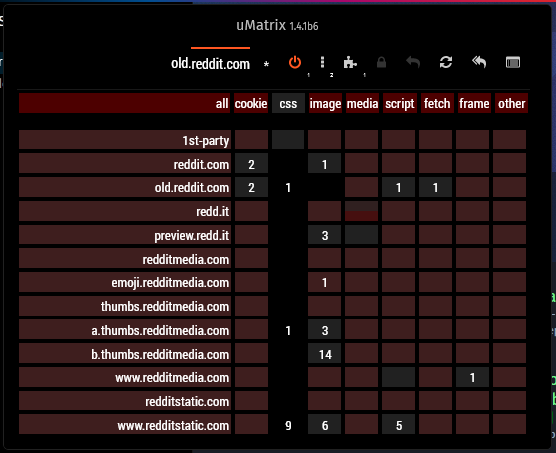 uMatrix 1.4.1b6
old.reddit.com * 1 2 1
all cookie css image media script fetch frame other
1st-party
reddit.com 2 1
old.reddit.com 2 1 1 1
redd.it
preview.redd.it 3
redditmedia.com
emoji.redditmedia.com 1
thumbs.redditmedia.com
a.thumbs.redditmedia.com 1 3
b.thumbs.redditmedia.com 14
www.redditmedia.com 1
redditstatic.com
www.redditstatic.com 9 6 5